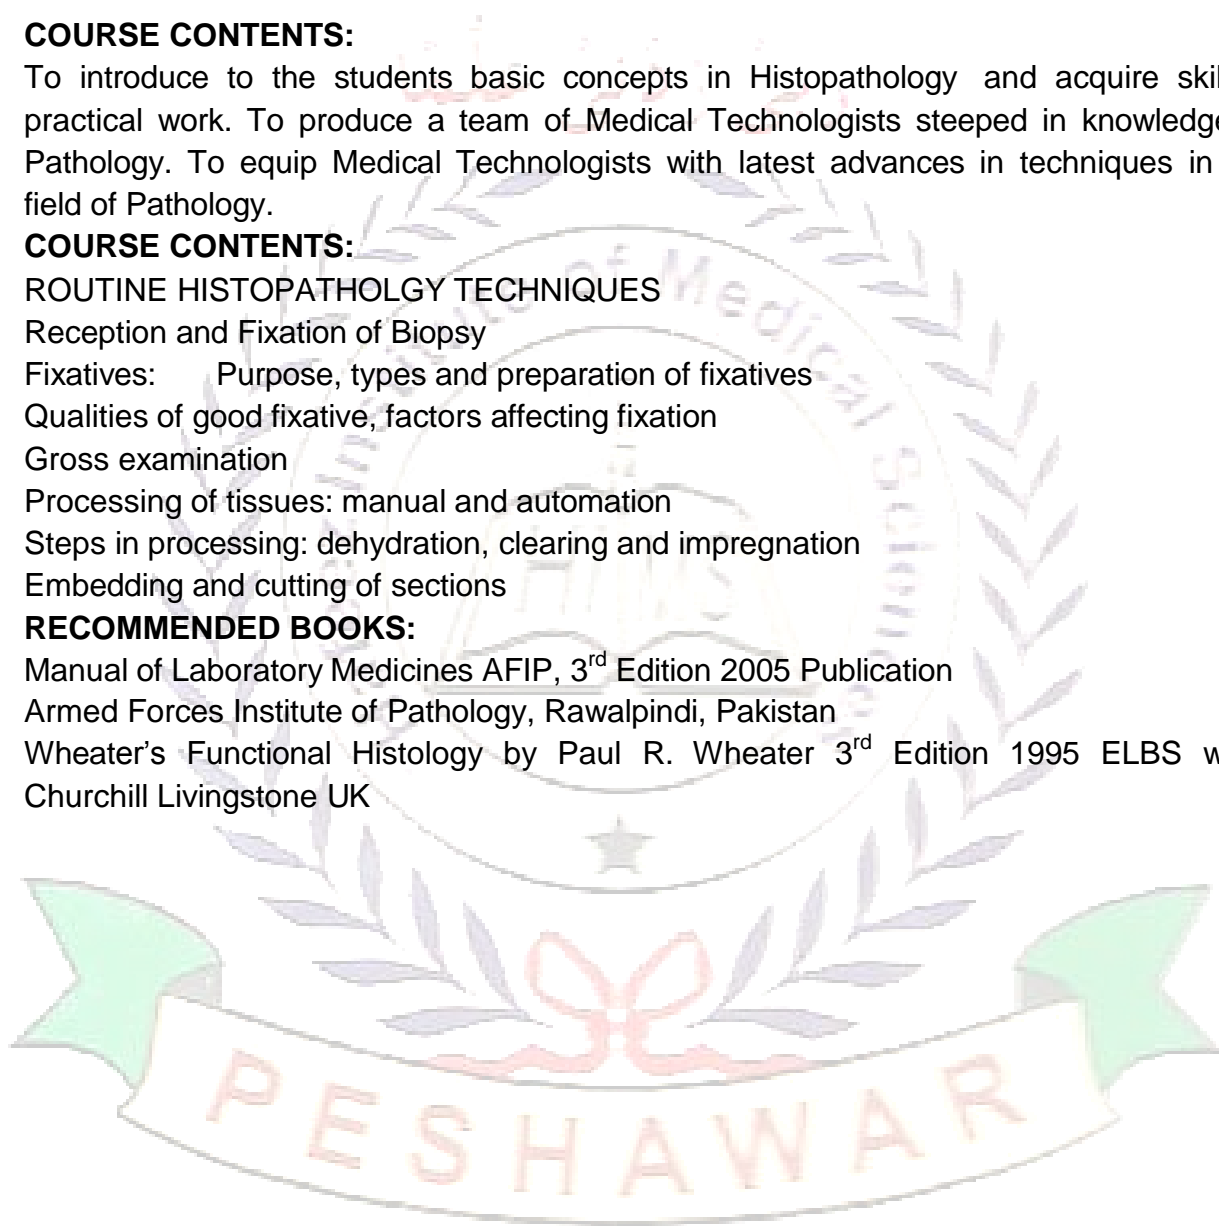 COURSE CONTENTS:
To introduce to the students basic concepts in Histopathology and acquire skil
practical work. To produce a team of Medical Technologists steeped in knowledge
Pathology. To equip Medical Technologists with latest advances in techniques in
field of Pathology.
COURSE CONTENTS:
ROUTINE HISTOPATHOLGY TECHNIQUES
Reception and Fixation of Biopsy
Fixatives: Purpose, types and preparation of fixatives
Qualities of good fixative, factors affecting fixation
Gross examination
Processing of tissues: manual and automation
Steps in processing: dehydration, clearing and impregnation
Embedding and cutting of sections
RECOMMENDED BOOKS:
Manual of Laboratory Medicines AFIP, 3rd Edition 2005 Publication
Armed Forces Institute of Pathology, Rawalpindi, Pakistan
Wheater's Functional Histology by Paul R. Wheater 3rd Edition 1995 ELBS w
Churchill Livingstone UK
Institute of Medical Sciences
PESHAWAR